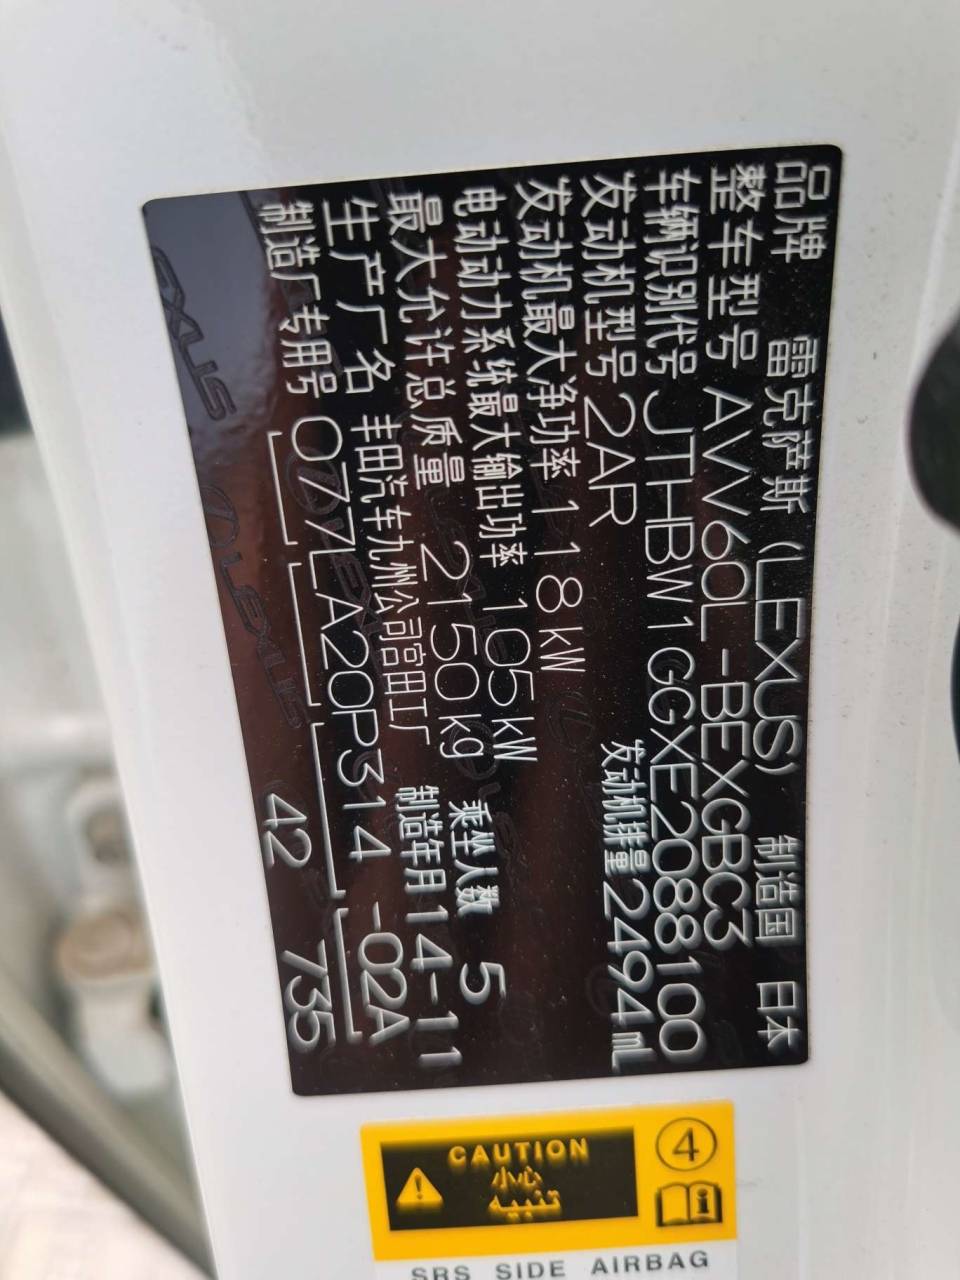 品牌 雷克萨斯 (LEXUS) 制造国 日本
整车型号 AVV60L-BEXGBC3
车辆识别代号 JTHBW1GGXE2088100
发动机型号 2AR 发动机排量 2494mL
发动机最大净功率 118kW
电动动力系统最大输出功率 105kW
最大允许总质量 2150kg 乘坐人数 5
生产厂名 丰田汽车九州公司宫田工厂 制造年月 14-11
制造厂专用号 077LA20P314-02A
42 735
CAUTION
小心
تنبيه
4
i
SRS SIDE AIRBAG